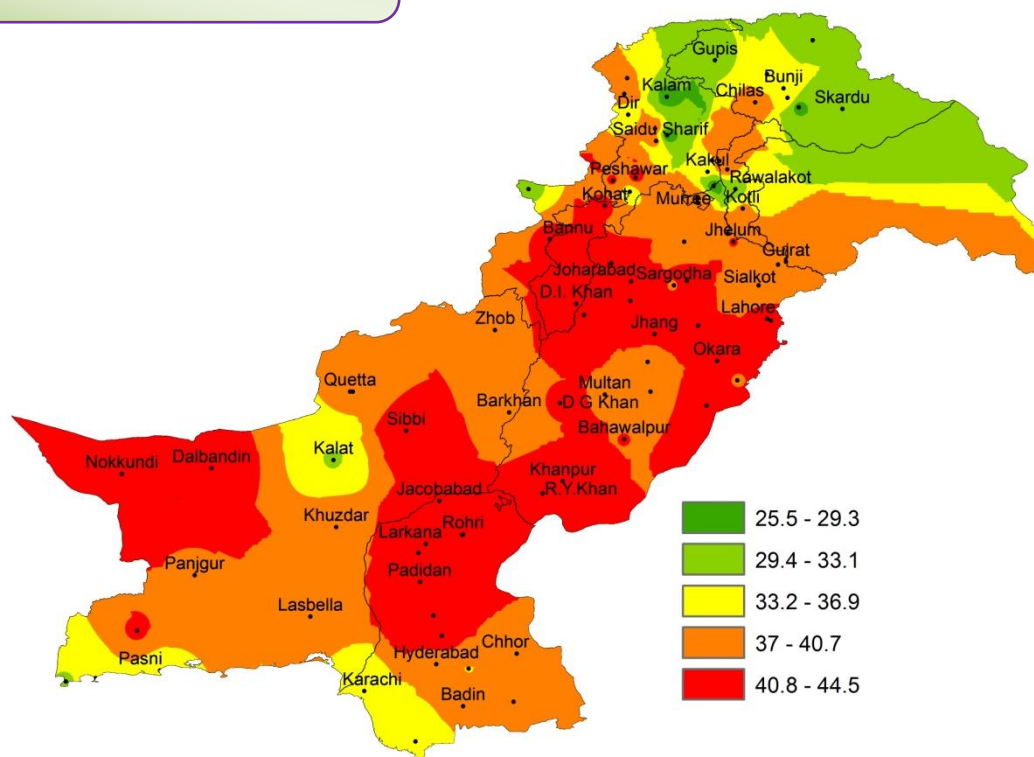 Gupis
Bunji
Kalam
Chilas
Skardu
Dir
Saidu Sharif
Kakul
Peshawar
Rawalakot
Kohat
Murree
Kotli
Bannu
Jhelum
Gujrat
Joharabad
Sargodha
Sialkot
D.I. Khan
Lahore
Zhob
Jhang
Okara
Quetta
Multan
Barkhan
D G Khan
Sibbi
Bahawalpur
Kalat
Nokkundi
Dalbandin
Khanpur
Jacobabad
R.Y.Khan
Khuzdar
Rohri
Larkana
Panjgur
Padidan
Lasbella
Chhor
Pasni
Hyderabad
Karachi
Badin
25.5 - 29.3
29.4 - 33.1
33.2 - 36.9
37 - 40.7
40.8 - 44.5